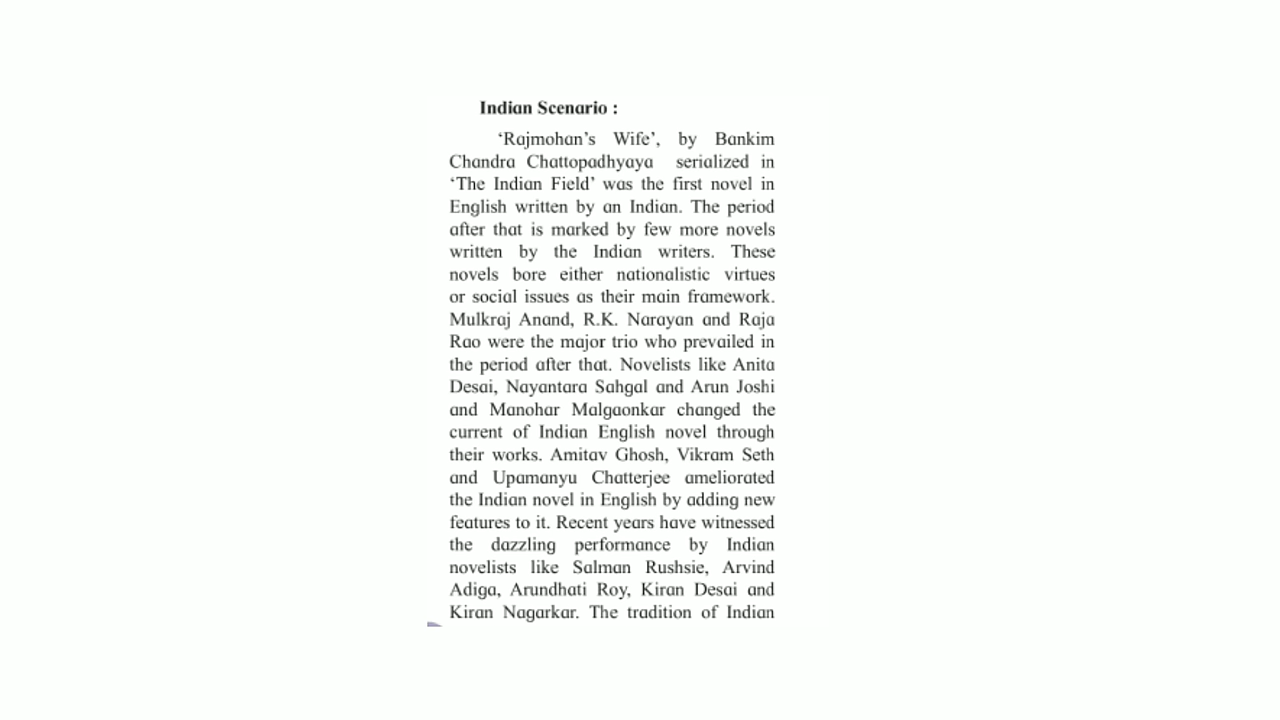 Indian Scenario :
‘Rajmohan’s Wife’, by Bankim
Chandra Chattopadhyaya serialized in
‘The Indian Field’ was the first novel in
English written by an Indian. The period
after that is marked by few more novels
written by the Indian writers. These
novels bore either nationalistic virtues
or social issues as their main framework.
Mulkraj Anand, R.K. Narayan and Raja
Rao were the major trio who prevailed in
the period after that. Novelists like Anita
Desai, Nayantara Sahgal and Arun Joshi
and Manohar Malgaonkar changed the
current of Indian English novel through
their works. Amitav Ghosh, Vikram Seth
and Upamanyu Chatterjee ameliorated
the Indian novel in English by adding new
features to it. Recent years have witnessed
the dazzling performance by Indian
novelists like Salman Rushsie, Arvind
Adiga, Arundhati Roy, Kiran Desai and
Kiran Nagarkar. The tradition of Indian